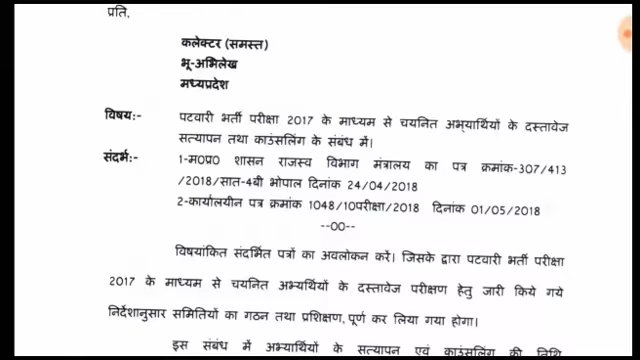 प्रति,
कलेक्टर (समस्त)
भू-अभिलेख
मध्यप्रदेश
विषय:- पटवारी भर्ती परीक्षा 2017 के माध्यम से चयनित अभ्यार्थियों के दस्तावेज
सत्यापन तथा काउंसलिंग के संबंध में।
संदर्भ:- 1-म0प्र0 शासन राजस्व विभाग मंत्रालय का पत्र क्रमांक-307/413
/2018/सात-4बी भोपाल दिनांक 24/04/2018
2-कार्यालयीन पत्र क्रमांक 1048/10परीक्षा/2018 दिनांक 01/05/2018
--00--
विषयांकित संदर्भित पत्रों का अवलोकन करें। जिसके द्वारा पटवारी भर्ती परीक्षा
2017 के माध्यम से चयनित अभ्यर्थियों के दस्तावेज परीक्षण हेतु जारी किये गये
निर्देशानुसार समितियों का गठन तथा प्रशिक्षण, पूर्ण कर लिया गया होगा।
इस संबंध में अभ्यार्थियों के सत्यापन एवं काउंसलिंग की तिथि